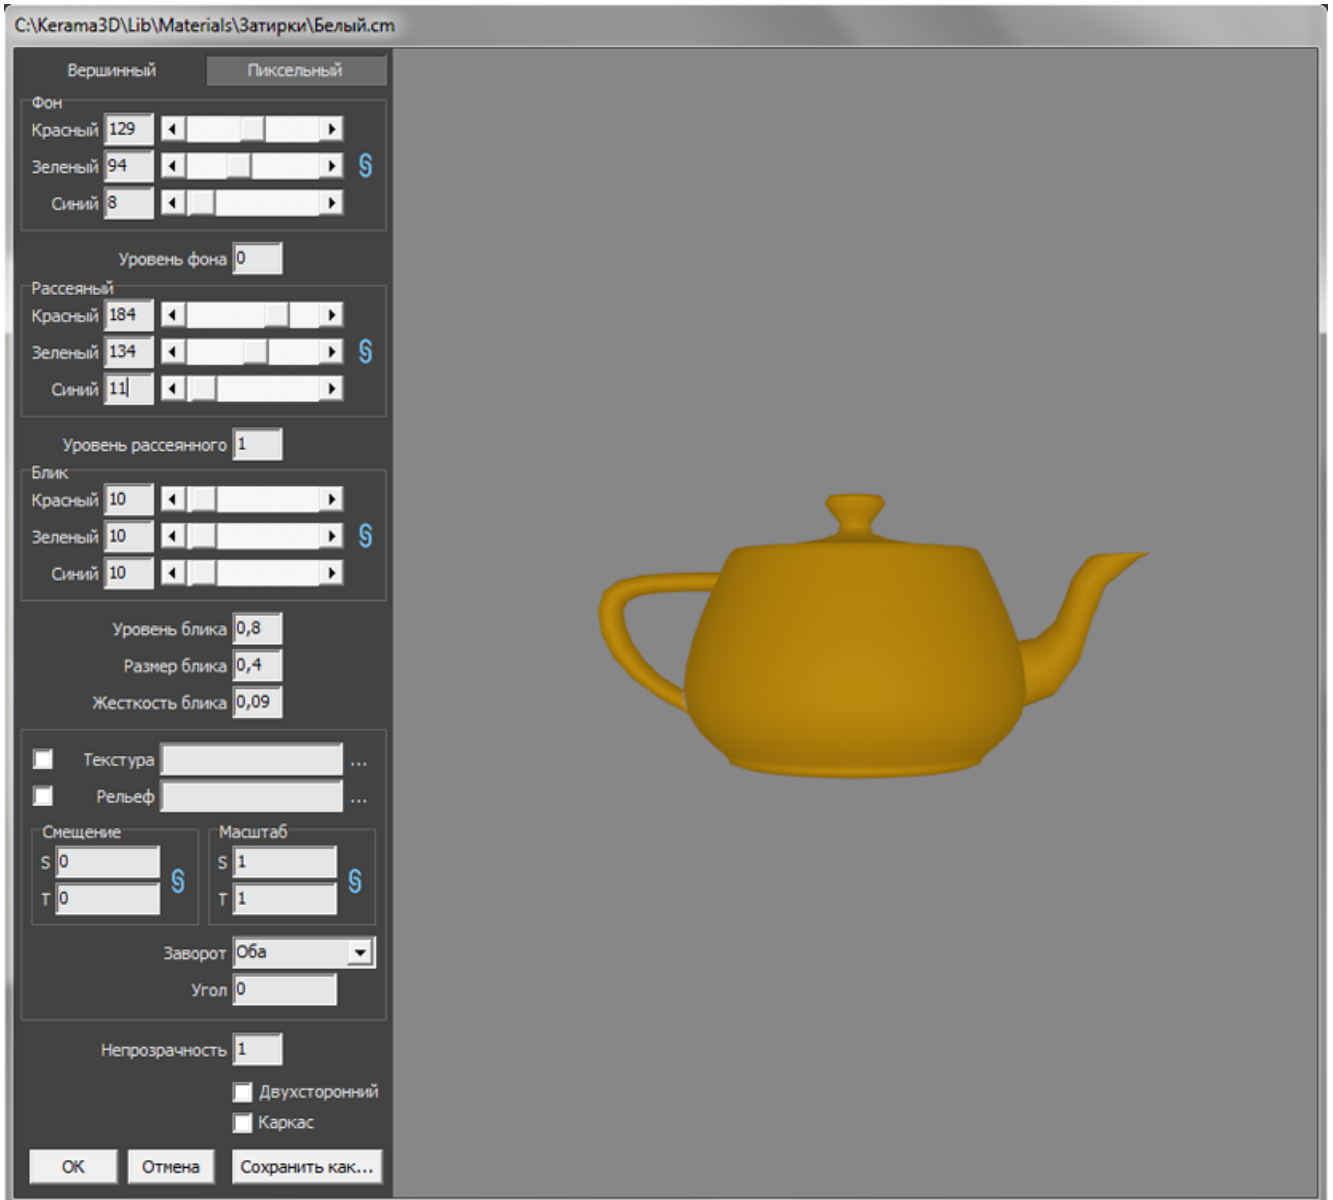 C:\Kerama3D\Lib\Materials\Затирки\Белый.cm
Вершинный Пиксельный
Фон
Красный 129
Зеленый 94
Синий 8
Уровень фона 0
Рассеяный
Красный 184
Зеленый 134
Синий 11
Уровень рассеянного 1
Блик
Красный 10
Зеленый 10
Синий 10
Уровень блика 0,8
Размер блика 0,4
Жесткость блика 0,09
Текстура ...
Рельеф ...
Смещение Масштаб
S 0 S 1
T 0 T 1
Заворот Оба
Угол 0
Непрозрачность 1
Двухсторонний
Каркас
ОК Отмена Сохранить как...